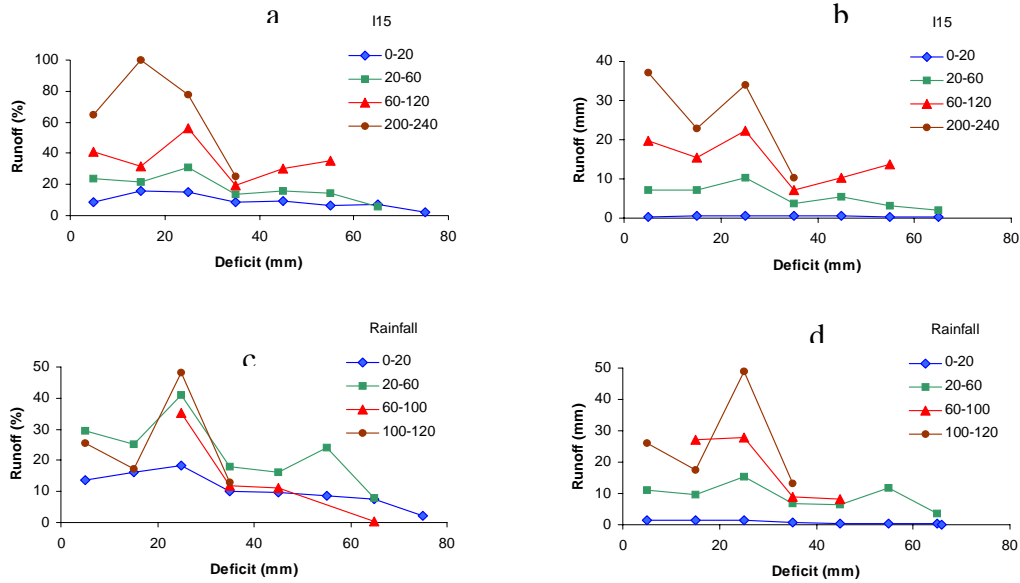 a
I15
0-20
20-60
60-120
200-240
100
80
60
40
20
0
Runoff (%)
0 20 40 60 80
Deficit (mm)
b
I15
0-20
20-60
60-120
200-240
40
30
20
10
0
Runoff (mm)
0 20 40 60 80
Deficit (mm)
c
Rainfall
0-20
20-60
60-100
100-120
50
40
30
20
10
0
Runoff (%)
0 20 40 60 80
Deficit (mm)
d
Rainfall
0-20
20-60
60-100
100-120
50
40
30
20
10
0
Runoff (mm)
0 20 40 60 80
Deficit (mm)